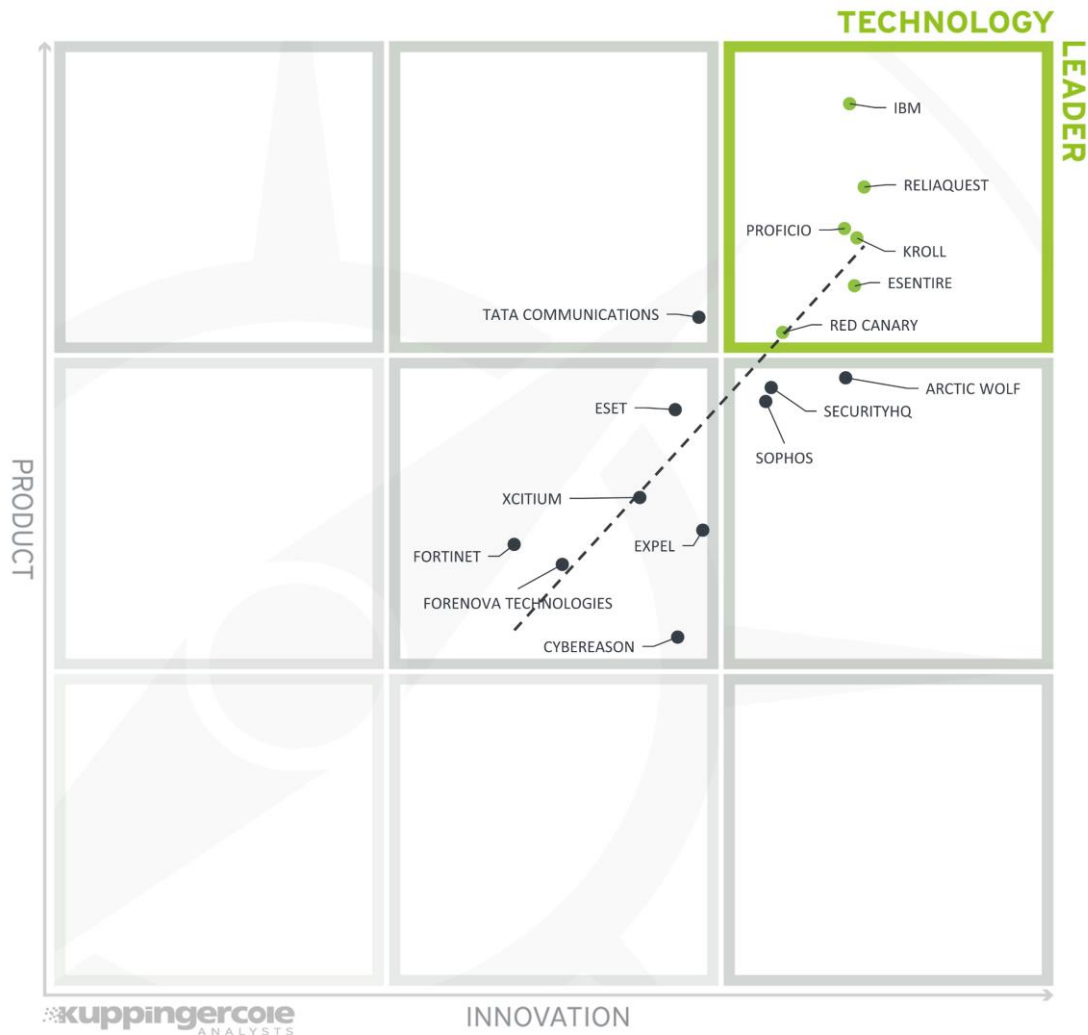 TECHNOLOGY
LEADER
IBM
RELIAQUEST
PROFICIO
KROLL
ESENTIRE
TATA COMMUNICATIONS
RED CANARY
ARCTIC WOLF
ESET
SECURITYHQ
SOPHOS
PRODUCT
XCITIUM
EXPEL
FORTINET
FORENOVA TECHNOLOGIES
CYBEREASON
kuppingercole
ANALYSTS
INNOVATION